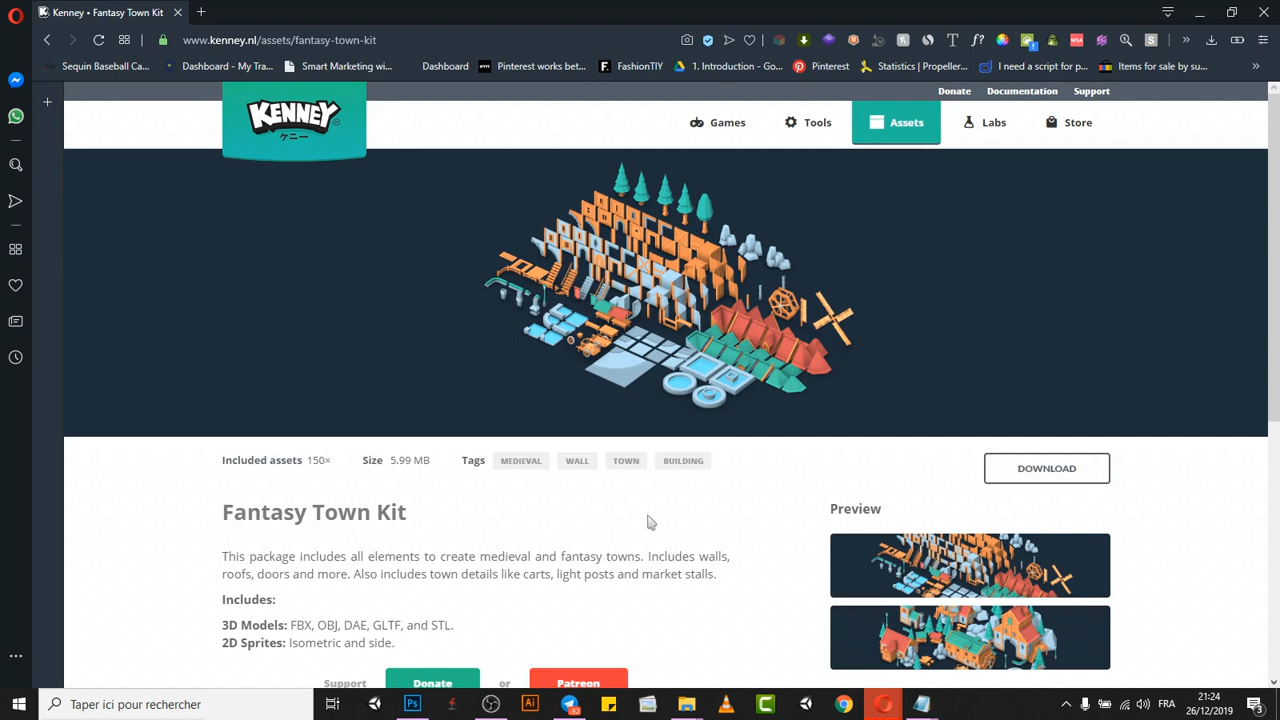 Kenney • Fantasy Town Kit
www.kenney.nl/assets/fantasy-town-kit
Sequin Baseball Ca...
Dashboard - My Tra...
Smart Marketing wi...
Dashboard
Pinterest works bet...
FashionTIY
1. Introduction - Goo...
Pinterest
Statistics | Propeller...
I need a script for p...
Items for sale by su...
Donate
Documentation
Support
KENNEY
ケニー
Games
Tools
Assets
Labs
Store
Included assets 150×
Size 5.99 MB
Tags MEDIEVAL WALL TOWN BUILDING
DOWNLOAD
Fantasy Town Kit
Preview
This package includes all elements to create medieval and fantasy towns. Includes walls,
roofs, doors and more. Also includes town details like carts, light posts and market stalls.
Includes:
3D Models: FBX, OBJ, DAE, GLTF, and STL.
2D Sprites: Isometric and side.
Support Donate or Patreon
Taper ici pour rechercher
FRA
21:24
26/12/2019